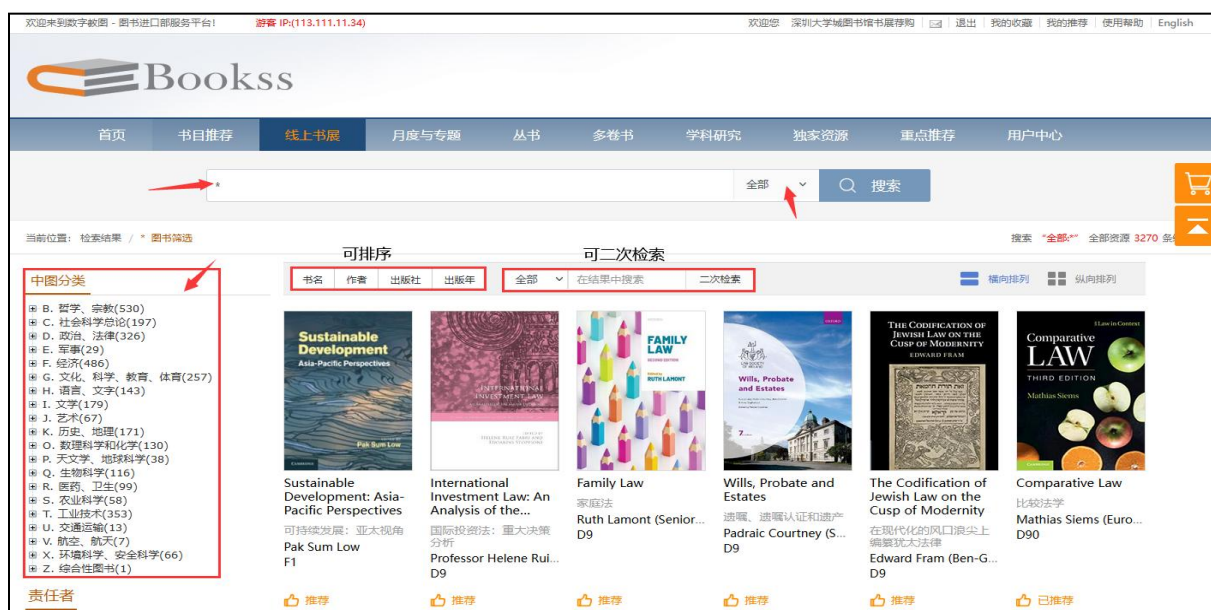 欢迎来到数字教图 - 图书进口部服务平台! 游客 IP:(113.111.11.34) 欢迎您 深圳大学城图书馆书展荐购 退出 我的收藏 我的推荐 使用帮助 English
Bookss
首页 书目推荐 线上书展 月度与专题 丛书 多卷书 学科研究 独家资源 重点推荐 用户中心
* 全部 搜索
当前位置: 检索结果 / * 图书筛选 搜索 "全部:*" 全部资源 3270 条
可排序 可二次检索
书名 作者 出版社 出版年 全部 在结果中搜索 二次检索 横向排列 纵向排列
中图分类
B. 哲学、宗教(530)
C. 社会科学总论(197)
D. 政治、法律(326)
E. 军事(29)
F. 经济(486)
G. 文化、科学、教育、体育(257)
H. 语言、文字(143)
I. 文学(179)
J. 艺术(67)
K. 历史、地理(171)
O. 数理科学和化学(130)
P. 天文学、地球科学(38)
Q. 生物科学(116)
R. 医药、卫生(99)
S. 农业科学(58)
T. 工业技术(353)
U. 交通运输(13)
V. 航空、航天(7)
X. 环境科学、安全科学(66)
Z. 综合性图书(1)
责任者
Sustainable
Development
Asia-Pacific Perspectives
Pak Sum Low
Sustainable
Development: Asia-
Pacific Perspectives
可持续发展:亚太视角
Pak Sum Low
F1
推荐
INTERNATIONAL
INVESTMENT LAW
International
Investment Law: An
Analysis of the...
国际投资法:重大决策
分析
Professor Helene Rui...
D9
推荐
FAMILY
LAW
SECOND EDITION
RUTH LAMONT
Family Law
家庭法
Ruth Lamont (Senior...
D9
推荐
Wills, Probate
and Estates
Wills, Probate and
Estates
遗嘱、遗嘱认证和遗产
Padraic Courtney (S...
D9
推荐
THE CODIFICATION OF
JEWISH LAW ON THE
CUSP OF MODERNITY
EDWARD FRAM
The Codification of
Jewish Law on the
Cusp of Modernity
在现代化的风口浪尖上
编纂犹太法律
Edward Fram (Ben-G...
D9
推荐
Law in Context
Comparative
LAW
THIRD EDITION
Mathias Siems
Comparative Law
比较法学
Mathias Siems (Euro...
D90
已推荐